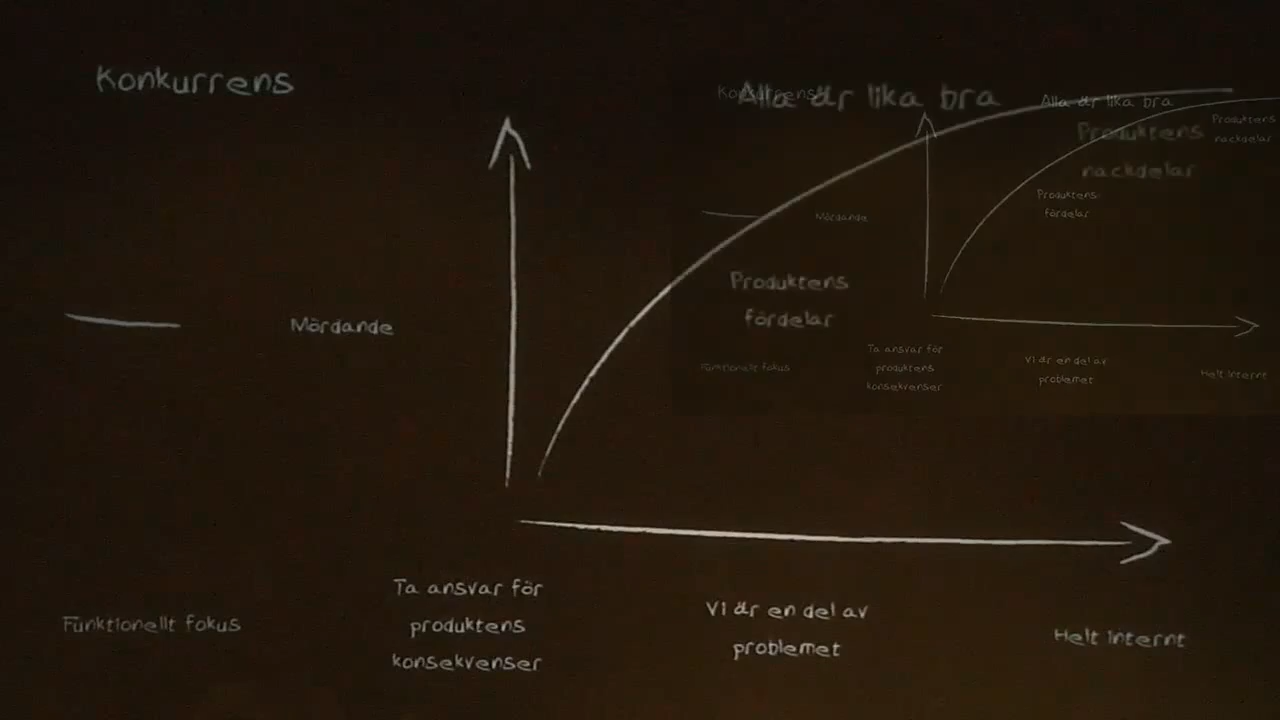 Konkurrens
Alla är lika bra
Produktens
nackdelar
Produktens
fördelar
Mördande
Funktionellt fokus
Ta ansvar för
produktens
konsekvenser
Vi är en del av
problemet
Helt internt
Konkurrens
Alla är lika bra
Produktens
nackdelar
Produktens
fördelar
Mördande
Funktionellt fokus
Ta ansvar för
produktens
konsekvenser
Vi är en del av
problemet
Helt internt